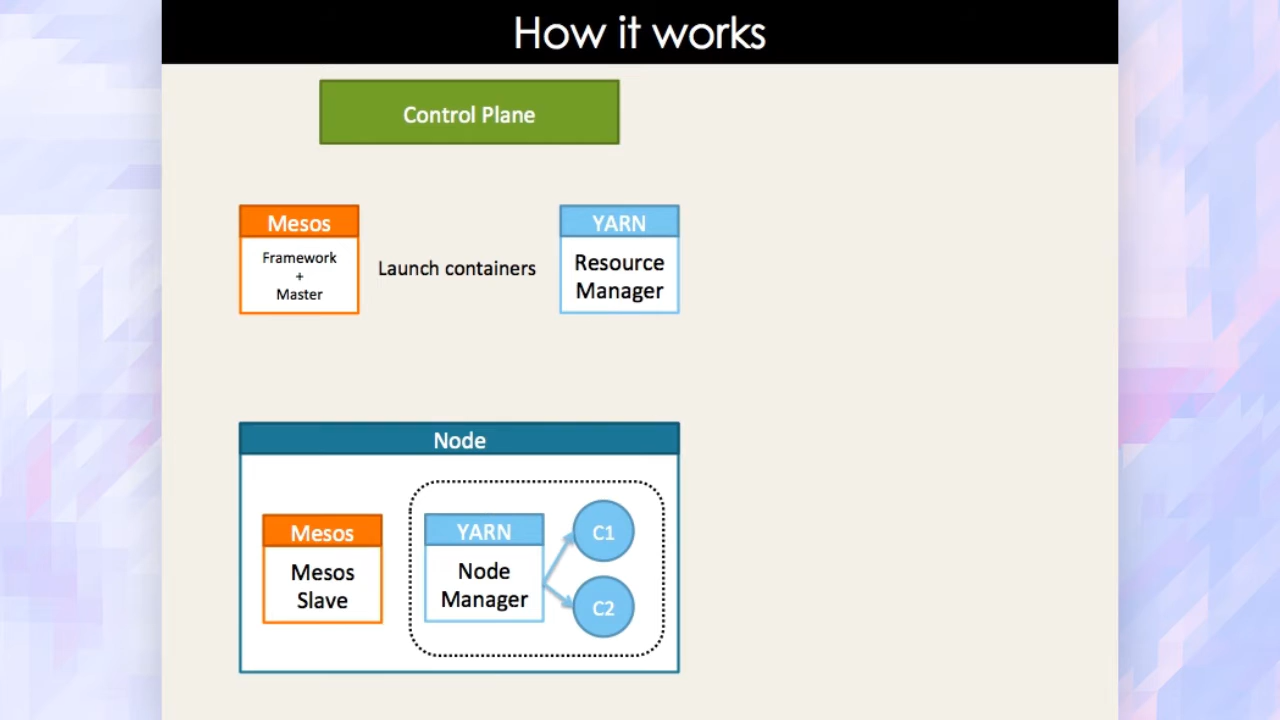 How it works
Control Plane
Mesos
Framework
+
Master
Launch containers
YARN
Resource
Manager
Node
Mesos
Mesos
Slave
YARN
Node
Manager
C1
C2